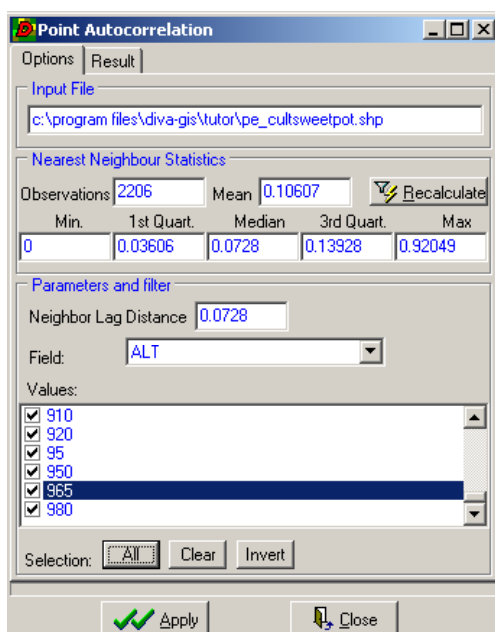 Point Autocorrelation
Options Result
Input File
c:\program files\diva-gis\tutor\pe_cultsweetpot.shp
Nearest Neighbour Statistics
Observations 2206 Mean 0.10607 Recalculate
Min. 1st Quart. Median 3rd Quart. Max
0 0.03606 0.0728 0.13928 0.92049
Parameters and filter
Neighbor Lag Distance 0.0728
Field: ALT
Values:
910
920
95
950
965
980
Selection: All Clear Invert
Apply Close